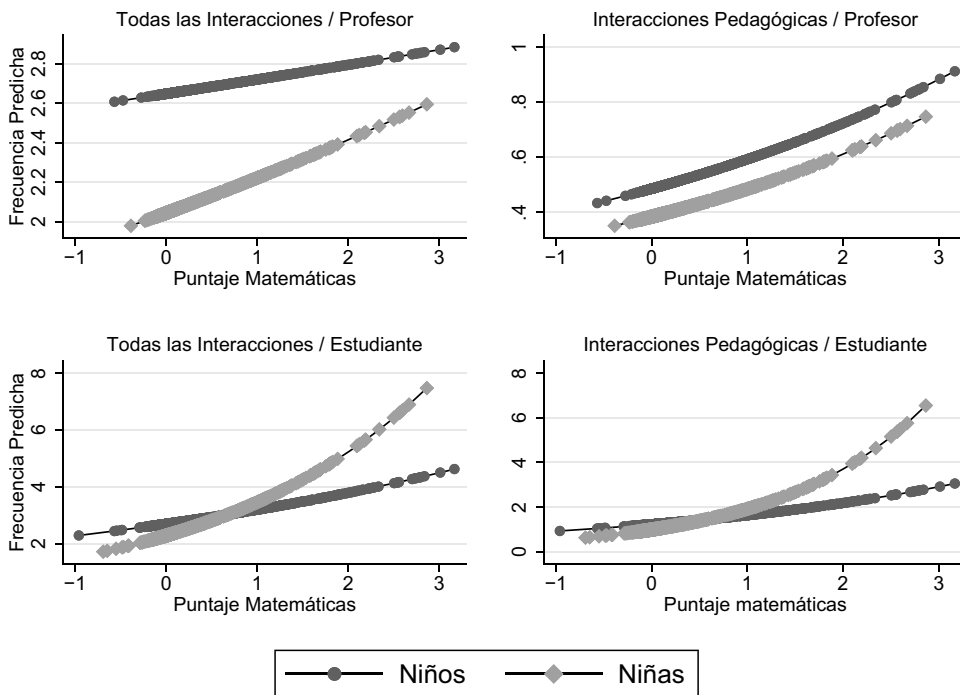 Todas las Interacciones / Profesor
Frecuencia Predicha
2 2.2 2.4 2.6 2.8
−1 0 1 2 3
Puntaje Matemáticas
Interacciones Pedagógicas / Profesor
.4 .6 .8 1
−1 0 1 2 3
Puntaje Matemáticas
Todas las Interacciones / Estudiante
Frecuencia Predicha
2 4 6 8
−1 0 1 2 3
Puntaje Matemáticas
Interacciones Pedagógicas / Estudiante
0 2 4 6 8
−1 0 1 2 3
Puntaje matemáticas
Niños Niñas